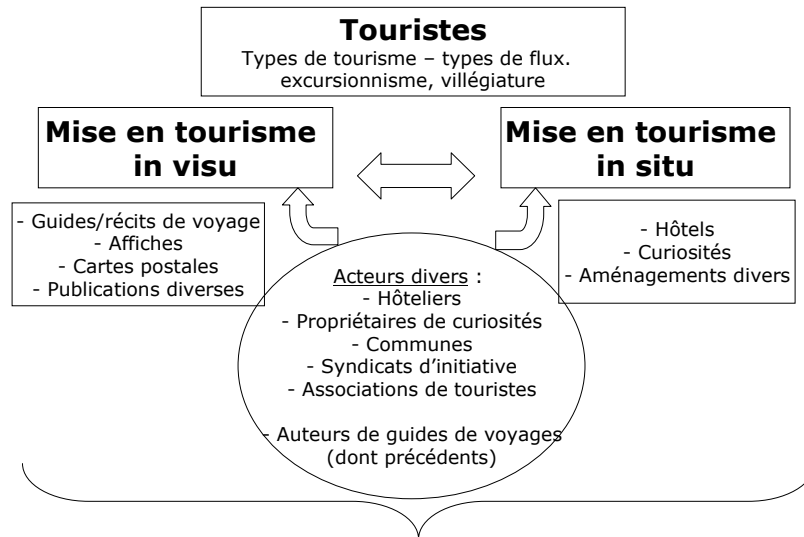 Touristes
Types de tourisme – types de flux.
excursionnisme, villégiature
Mise en tourisme
in visu
Mise en tourisme
in situ
- Guides/récits de voyage
- Affiches
- Cartes postales
- Publications diverses
- Hôtels
- Curiosités
- Aménagements divers
Acteurs divers :
- Hôteliers
- Propriétaires de curiosités
- Communes
- Syndicats d’initiative
- Associations de touristes
- Auteurs de guides de voyages
(dont précédents)